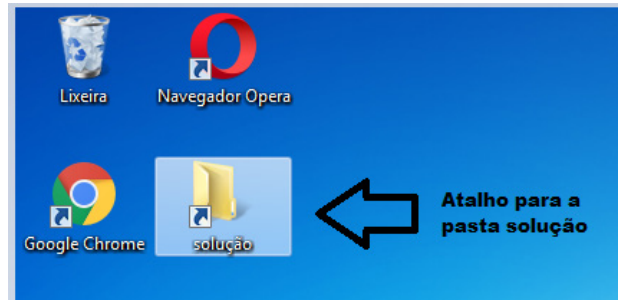 Lixeira
Navegador Opera
Google Chrome
solução
Atalho para a
pasta solução